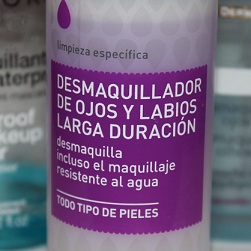 limpieza específica
DESMAQUILLADOR
DE OJOS Y LABIOS
LARGA DURACIÓN
desmaquilla
incluso el maquillaje
resistente al agua
TODO TIPO DE PIELES